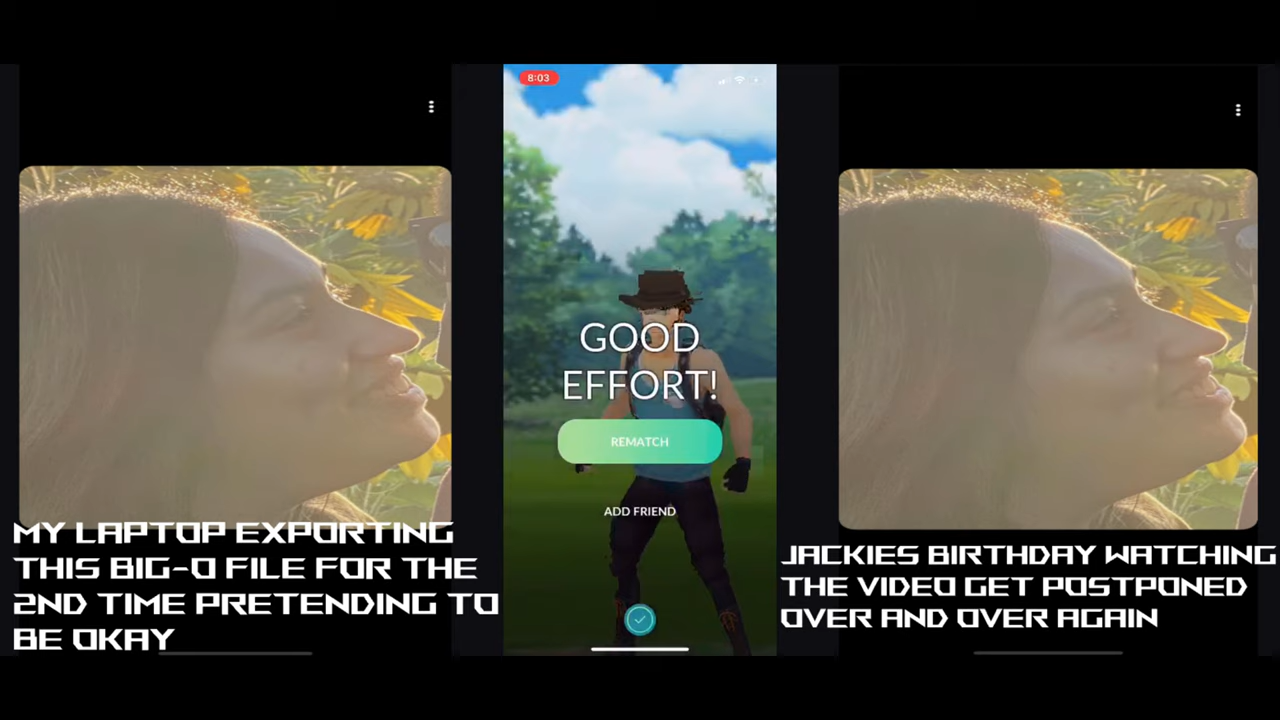 8:03
GOOD
EFFORT!
REMATCH
ADD FRIEND
MY LAPTOP EXPORTING
THIS BIG-O FILE FOR THE
2ND TIME PRETENDING TO
BE OKAY
JACKIES BIRTHDAY WATCHING
THE VIDEO GET POSTPONED
OVER AND OVER AGAIN